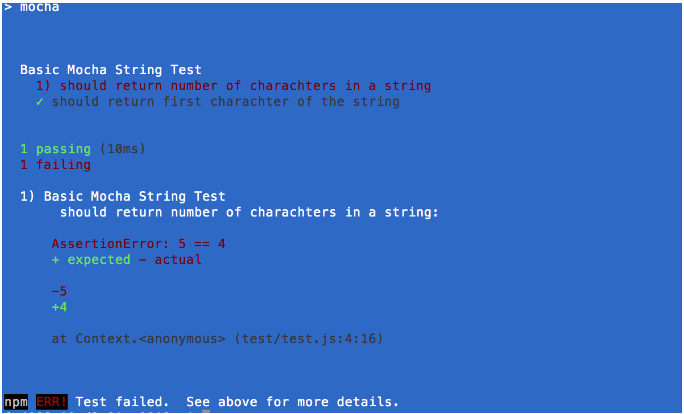 > mocha
Basic Mocha String Test
1) should return number of charachters in a string
✓ should return first charachter of the string
1 passing (10ms)
1 failing
1) Basic Mocha String Test
should return number of charachters in a string:
AssertionError: 5 == 4
+ expected - actual
-5
+4
at Context.<anonymous> (test/test.js:4:16)
npm ERR! Test failed.  See above for more details.